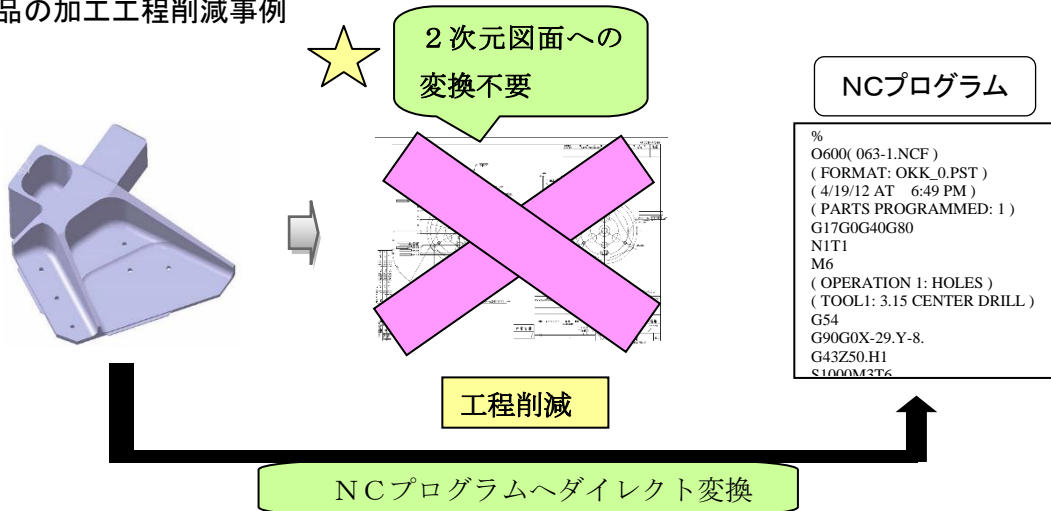 品の加工工程削減事例
２次元図面への
変換不要
NCプログラム
%
O600( 063-1.NCF )
( FORMAT: OKK_0.PST )
( 4/19/12 AT    6:49 PM )
( PARTS PROGRAMMED: 1 )
G17G0G40G80
N1T1
M6
( OPERATION 1: HOLES )
( TOOL1: 3.15 CENTER DRILL )
G54
G90G0X-29.Y-8.
G43Z50.H1
S1000M3T6
工程削減
ＮＣプログラムへダイレクト変換